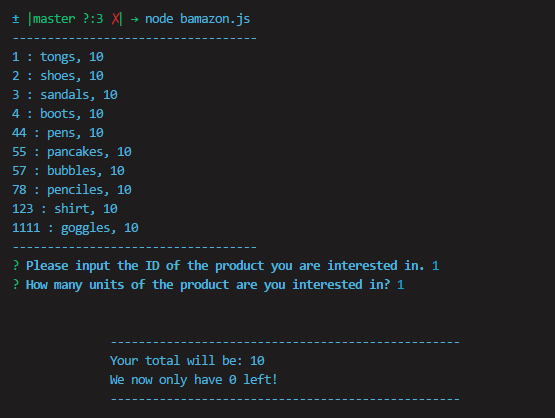 ± |master ?:3 ✗| → node bamazon.js
-----------------------------------
1 : tongs, 10
2 : shoes, 10
3 : sandals, 10
4 : boots, 10
44 : pens, 10
55 : pancakes, 10
57 : bubbles, 10
78 : penciles, 10
123 : shirt, 10
1111 : goggles, 10
-----------------------------------
? Please input the ID of the product you are interested in. 1
? How many units of the product are you interested in? 1
--------------------------------------------------
Your total will be: 10
We now only have 0 left!
--------------------------------------------------